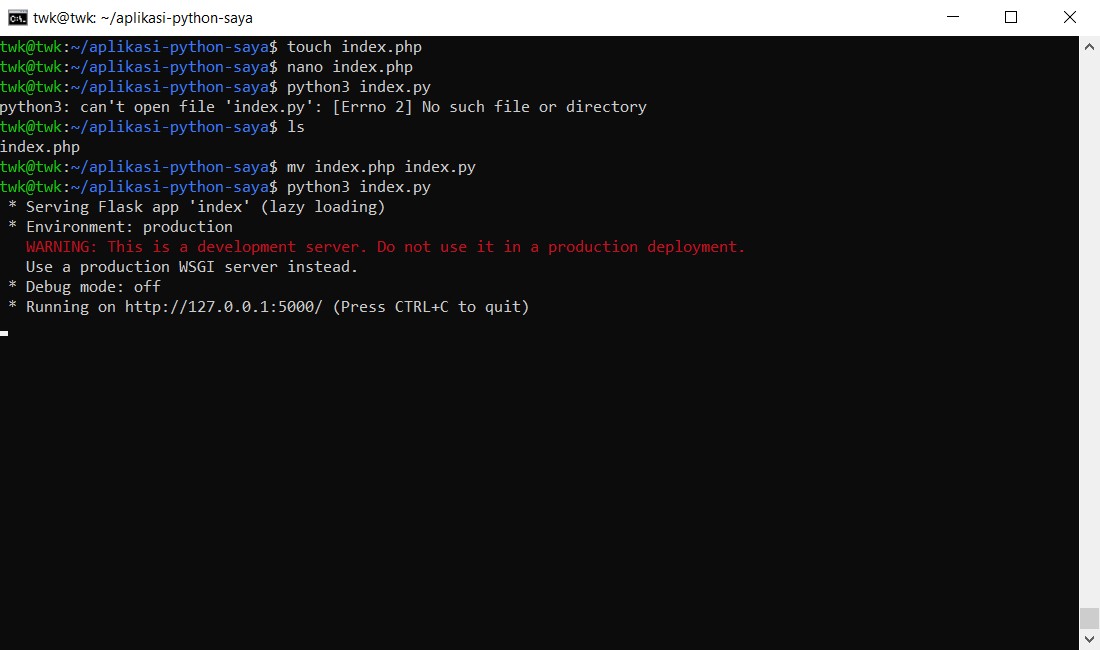 twk@twk: ~/aplikasi-python-saya
twk@twk:~/aplikasi-python-saya$ touch index.php
twk@twk:~/aplikasi-python-saya$ nano index.php
twk@twk:~/aplikasi-python-saya$ python3 index.py
python3: can't open file 'index.py': [Errno 2] No such file or directory
twk@twk:~/aplikasi-python-saya$ ls
index.php
twk@twk:~/aplikasi-python-saya$ mv index.php index.py
twk@twk:~/aplikasi-python-saya$ python3 index.py
 * Serving Flask app 'index' (lazy loading)
 * Environment: production
   WARNING: This is a development server. Do not use it in a production deployment.
   Use a production WSGI server instead.
 * Debug mode: off
 * Running on http://127.0.0.1:5000/ (Press CTRL+C to quit)